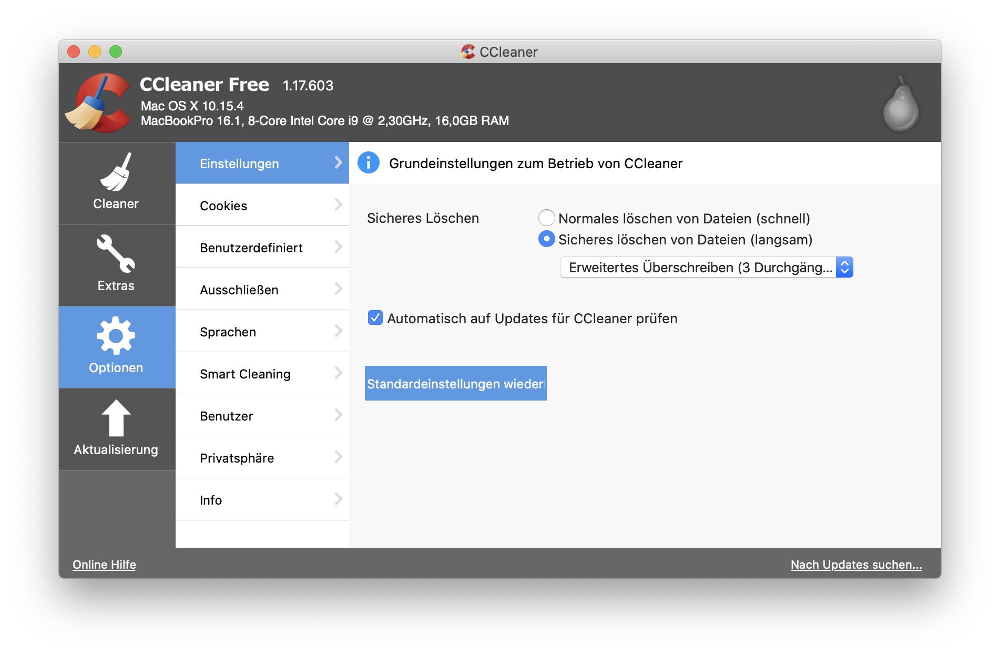 CCleaner
CCleaner Free 1.17.603
Mac OS X 10.15.4
MacBookPro 16.1, 8-Core Intel Core i9 @ 2,30GHz, 16,0GB RAM
Cleaner
Extras
Optionen
Aktualisierung
Einstellungen
Cookies
Benutzerdefiniert
Ausschließen
Sprachen
Smart Cleaning
Benutzer
Privatsphäre
Info
Grundeinstellungen zum Betrieb von CCleaner
Sicheres Löschen
Normales löschen von Dateien (schnell)
Sicheres löschen von Dateien (langsam)
Erweitertes Überschreiben (3 Durchgäng...
Automatisch auf Updates für CCleaner prüfen
Standardeinstellungen wieder
Online Hilfe
Nach Updates suchen...